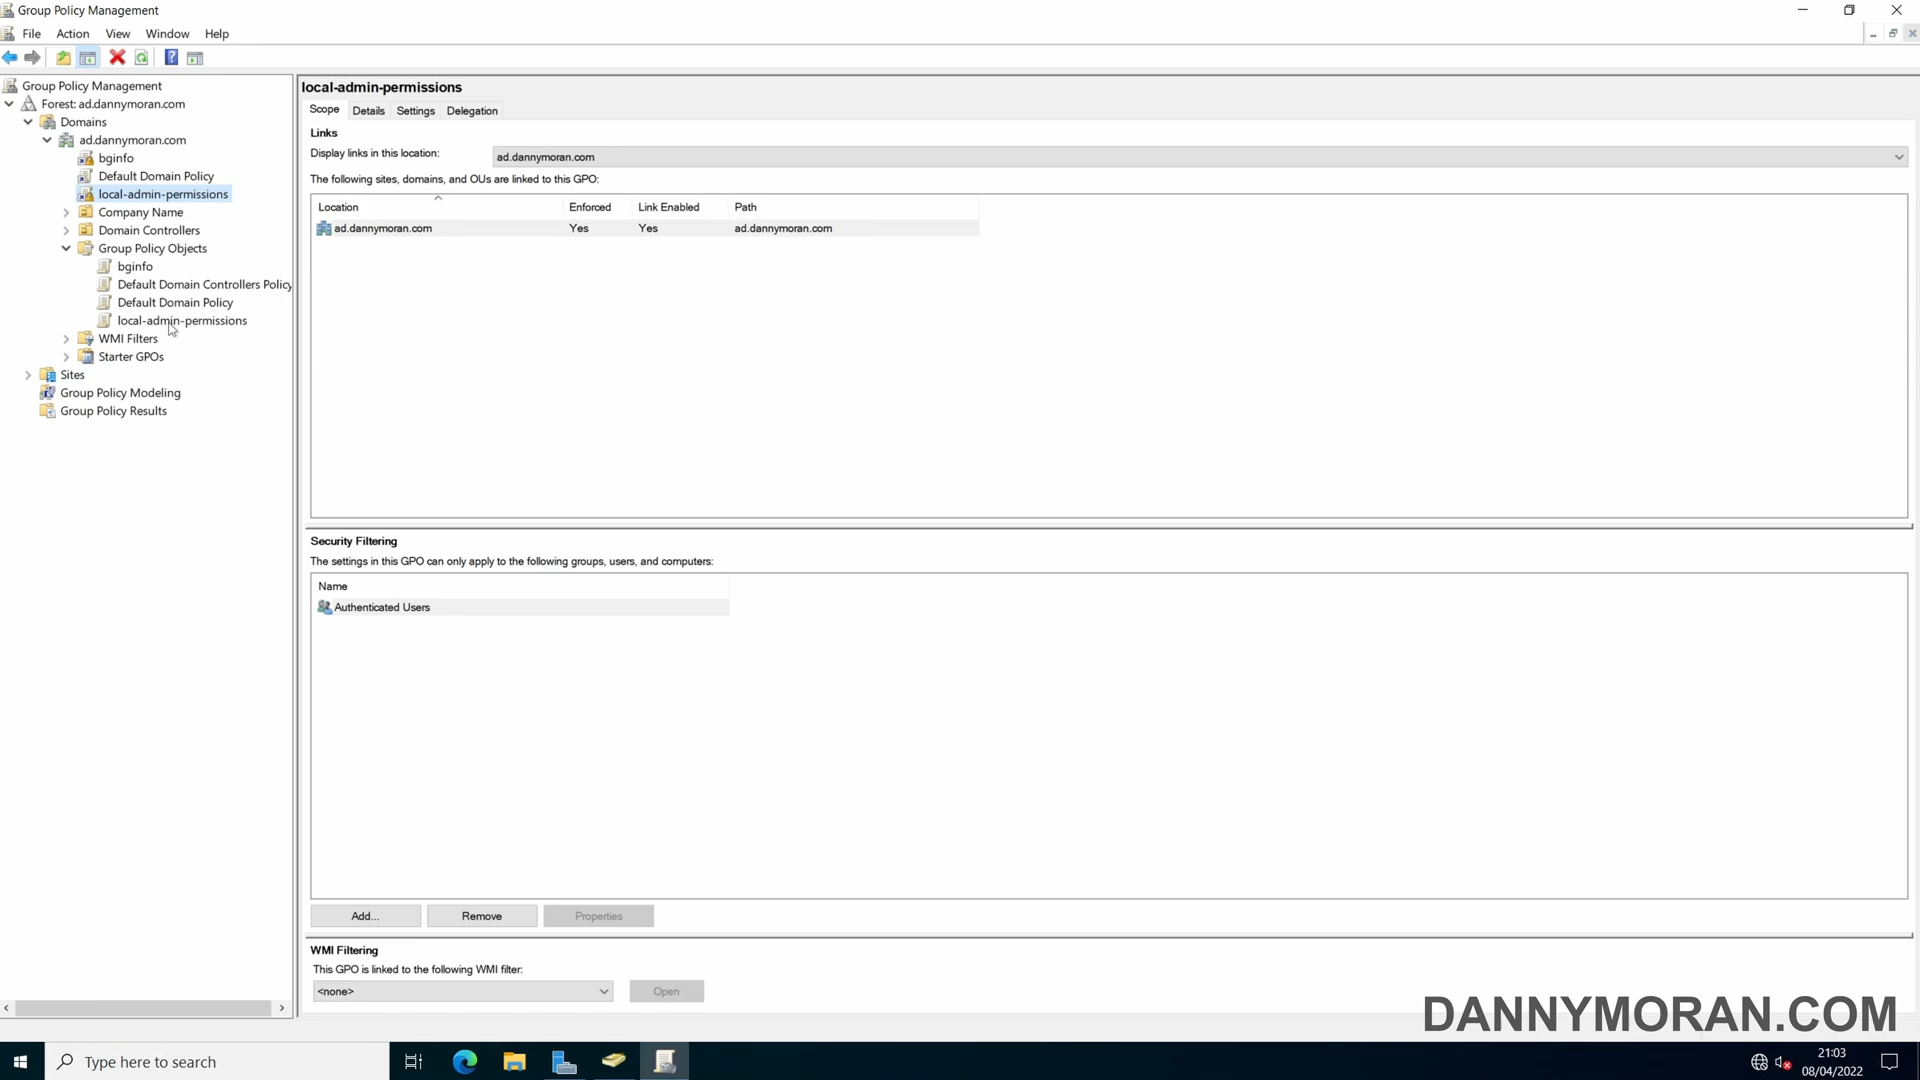 Group Policy Management
File Action View Window Help
Group Policy Management
Forest: ad.dannymoran.com
Domains
ad.dannymoran.com
bginfo
Default Domain Policy
local-admin-permissions
Company Name
Domain Controllers
Group Policy Objects
bginfo
Default Domain Controllers Policy
Default Domain Policy
local-admin-permissions
WMI Filters
Starter GPOs
Sites
Group Policy Modeling
Group Policy Results
local-admin-permissions
Scope Details Settings Delegation
Links
Display links in this location: ad.dannymoran.com
The following sites, domains, and OUs are linked to this GPO:
Location Enforced Link Enabled Path
ad.dannymoran.com Yes Yes ad.dannymoran.com
Security Filtering
The settings in this GPO can only apply to the following groups, users, and computers:
Name
Authenticated Users
Add... Remove Properties
WMI Filtering
This GPO is linked to the following WMI filter:
<none> Open
DANNYMORAN.COM
Type here to search
21:03
08/04/2022